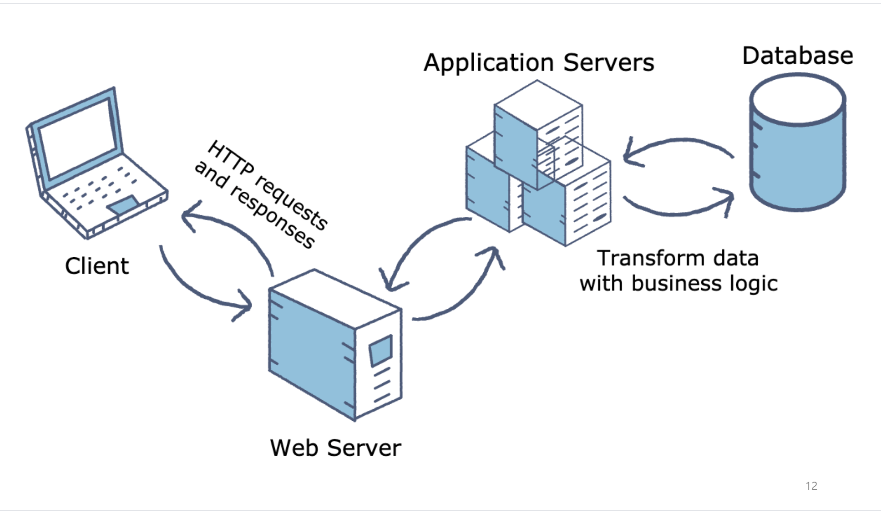 Application Servers
Database
HTTP requests
and responses
Client
Transform data
with business logic
Web Server
12